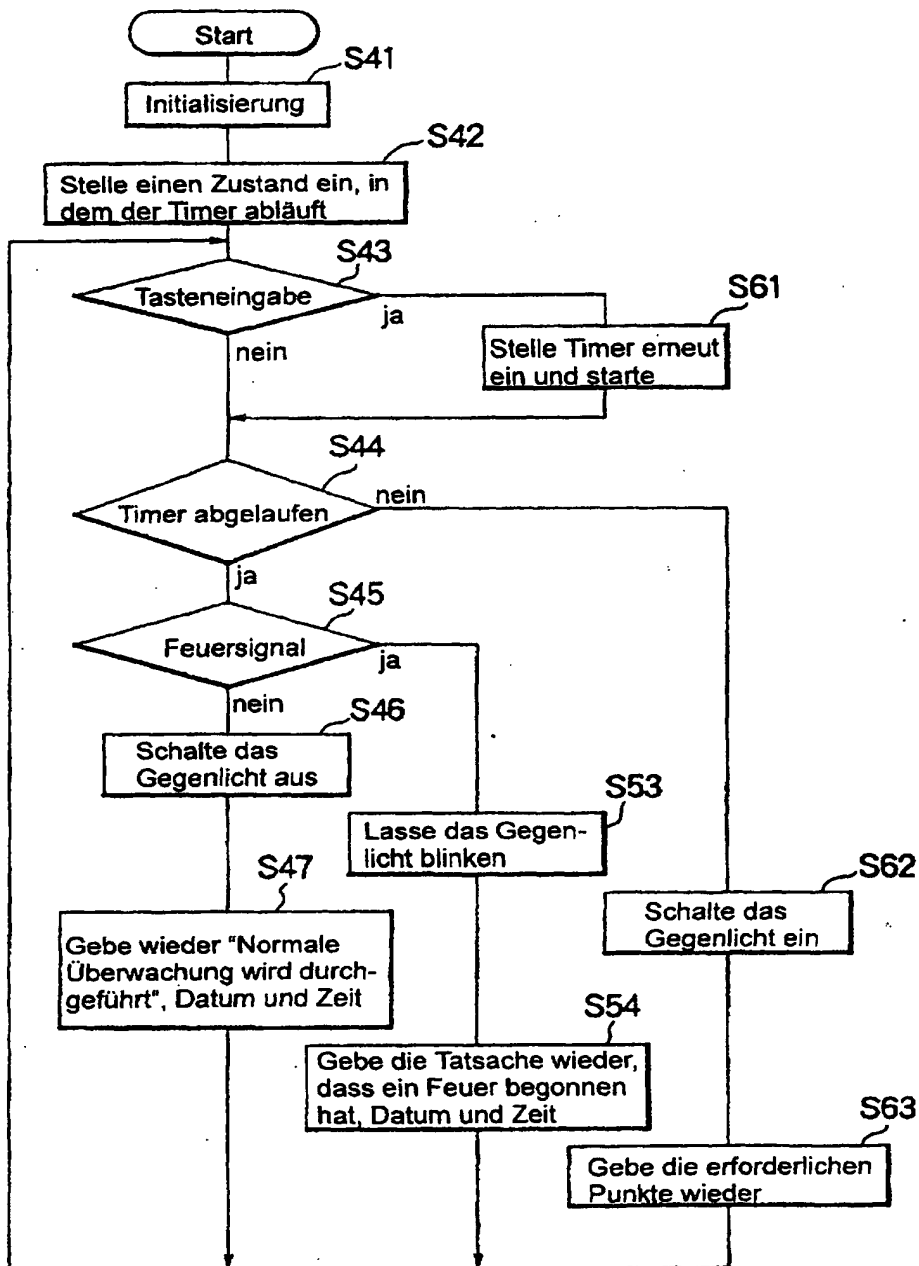 Start
S41
Initialisierung
S42
Stelle einen Zustand ein, in
dem der Timer abläuft
S43
Tasteneingabe
ja
nein
S61
Stelle Timer erneut
ein und starte
S44
Timer abgelaufen
nein
ja
S45
Feuersignal
ja
nein
S46
Schalte das
Gegenlicht aus
S53
Lasse das Gegen-
licht blinken
S47
Gebe wieder "Normale
Überwachung wird durch-
geführt", Datum und Zeit
S62
Schalte das
Gegenlicht ein
S54
Gebe die Tatsache wieder,
dass ein Feuer begonnen
hat, Datum und Zeit
S63
Gebe die erforderlichen
Punkte wieder